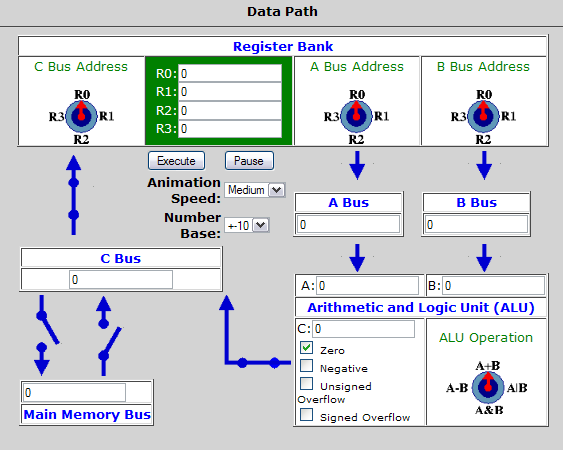 Data Path
Register Bank
C Bus Address
R0
R3 R1
R2
R0: 0
R1: 0
R2: 0
R3: 0
A Bus Address
R0
R3 R1
R2
B Bus Address
R0
R3 R1
R2
Execute Pause
Animation
Speed: Medium
Number
Base: +-10
A Bus
0
B Bus
0
C Bus
0
A: 0 B: 0
Arithmetic and Logic Unit (ALU)
C: 0
Zero
Negative
Unsigned
Overflow
Signed Overflow
ALU Operation
A+B
A-B A|B
A&B
0
Main Memory Bus